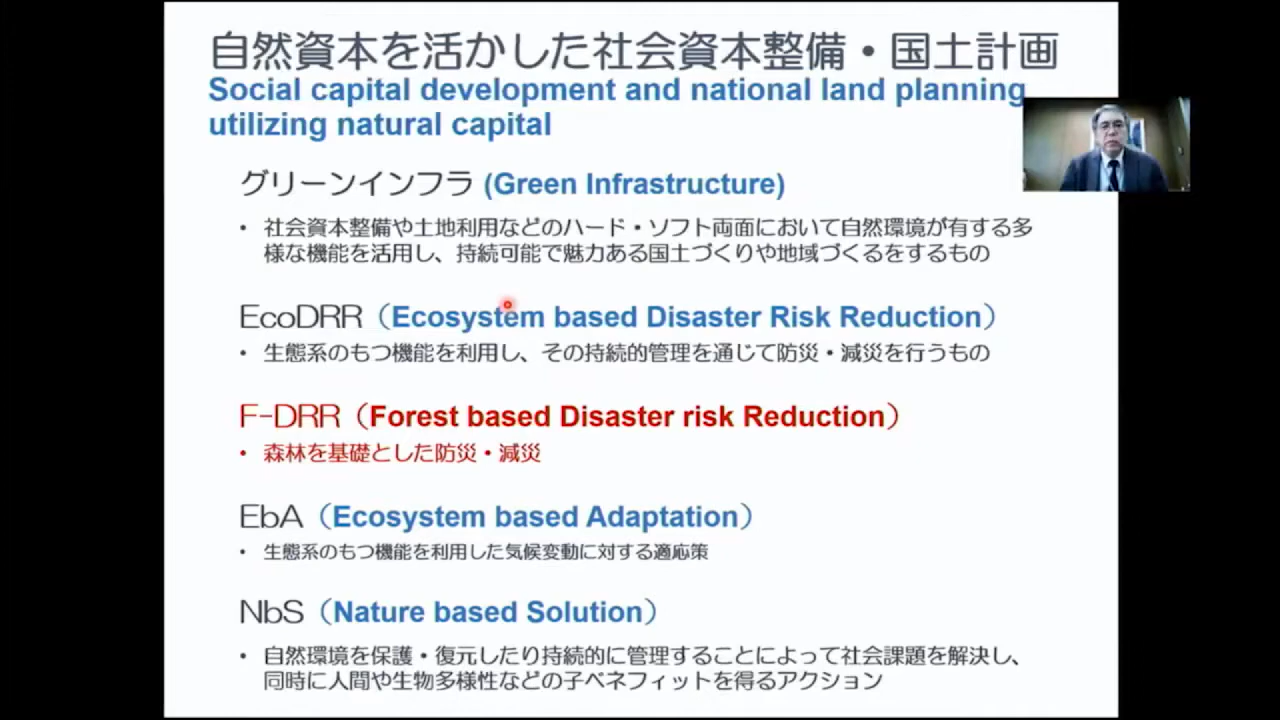 自然資本を活かした社会資本整備・国土計画
Social capital development and national land planning
utilizing natural capital
グリーンインフラ (Green Infrastructure)
・ 社会資本整備や土地利用などのハード・ソフト両面において自然環境が有する多
様な機能を活用し、持続可能で魅力ある国土づくりや地域づくるをするもの
EcoDRR（Ecosystem based Disaster Risk Reduction）
・ 生態系のもつ機能を利用し、その持続的管理を通じて防災・減災を行うもの
F-DRR（Forest based Disaster risk Reduction）
・ 森林を基礎とした防災・減災
EbA（Ecosystem based Adaptation）
・ 生態系のもつ機能を利用した気候変動に対する適応策
NbS（Nature based Solution）
・ 自然環境を保護・復元したり持続的に管理することによって社会課題を解決し、
同時に人間や生物多様性などの子ベネフィットを得るアクション